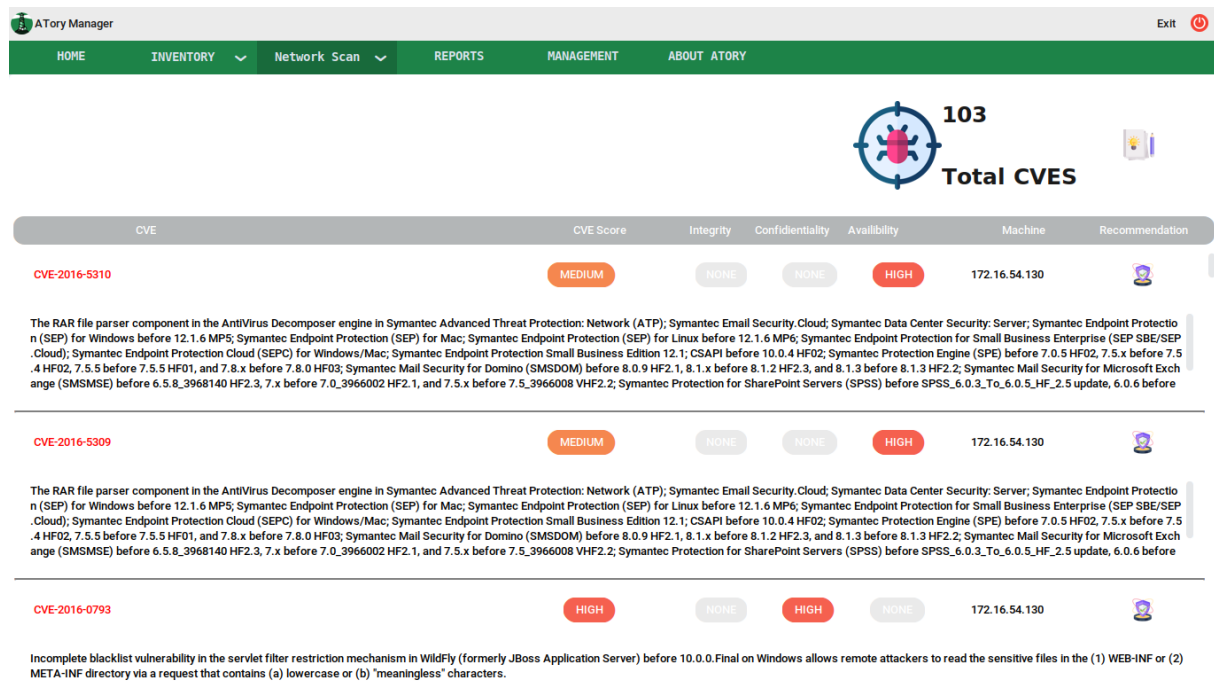 ATory Manager
Exit
HOME INVENTORY Network Scan REPORTS MANAGEMENT ABOUT ATORY
103
Total CVES
CVE CVE Score Integrity Confidientiality Availibility Machine Recommendation
CVE-2016-5310 MEDIUM NONE NONE HIGH 172.16.54.130
The RAR file parser component in the AntiVirus Decomposer engine in Symantec Advanced Threat Protection: Network (ATP); Symantec Email Security.Cloud; Symantec Data Center Security: Server; Symantec Endpoint Protectio
n (SEP) for Windows before 12.1.6 MP5; Symantec Endpoint Protection (SEP) for Mac; Symantec Endpoint Protection (SEP) for Linux before 12.1.6 MP6; Symantec Endpoint Protection for Small Business Enterprise (SEP SBE/SEP
.Cloud); Symantec Endpoint Protection Cloud (SEPC) for Windows/Mac; Symantec Endpoint Protection Small Business Edition 12.1; CSAPI before 10.0.4 HF02; Symantec Protection Engine (SPE) before 7.0.5 HF02, 7.5.x before 7.5
.4 HF02, 7.5.5 before 7.5.5 HF01, and 7.8.x before 7.8.0 HF03; Symantec Mail Security for Domino (SMSDOM) before 8.0.9 HF2.1, 8.1.x before 8.1.2 HF2.3, and 8.1.3 before 8.1.3 HF2.2; Symantec Mail Security for Microsoft Exch
ange (SMSMSE) before 6.5.8_3968140 HF2.3, 7.x before 7.0_3966002 HF2.1, and 7.5.x before 7.5_3966008 VHF2.2; Symantec Protection for SharePoint Servers (SPSS) before SPSS_6.0.3_To_6.0.5_HF_2.5 update, 6.0.6 before
CVE-2016-5309 MEDIUM NONE NONE HIGH 172.16.54.130
The RAR file parser component in the AntiVirus Decomposer engine in Symantec Advanced Threat Protection: Network (ATP); Symantec Email Security.Cloud; Symantec Data Center Security: Server; Symantec Endpoint Protectio
n (SEP) for Windows before 12.1.6 MP5; Symantec Endpoint Protection (SEP) for Mac; Symantec Endpoint Protection (SEP) for Linux before 12.1.6 MP6; Symantec Endpoint Protection for Small Business Enterprise (SEP SBE/SEP
.Cloud); Symantec Endpoint Protection Cloud (SEPC) for Windows/Mac; Symantec Endpoint Protection Small Business Edition 12.1; CSAPI before 10.0.4 HF02; Symantec Protection Engine (SPE) before 7.0.5 HF02, 7.5.x before 7.5
.4 HF02, 7.5.5 before 7.5.5 HF01, and 7.8.x before 7.8.0 HF03; Symantec Mail Security for Domino (SMSDOM) before 8.0.9 HF2.1, 8.1.x before 8.1.2 HF2.3, and 8.1.3 before 8.1.3 HF2.2; Symantec Mail Security for Microsoft Exch
ange (SMSMSE) before 6.5.8_3968140 HF2.3, 7.x before 7.0_3966002 HF2.1, and 7.5.x before 7.5_3966008 VHF2.2; Symantec Protection for SharePoint Servers (SPSS) before SPSS_6.0.3_To_6.0.5_HF_2.5 update, 6.0.6 before
CVE-2016-0793 HIGH NONE HIGH NONE 172.16.54.130
Incomplete blacklist vulnerability in the servlet filter restriction mechanism in WildFly (formerly JBoss Application Server) before 10.0.0.Final on Windows allows remote attackers to read the sensitive files in the (1) WEB-INF or (2)
META-INF directory via a request that contains (a) lowercase or (b) "meaningless" characters.